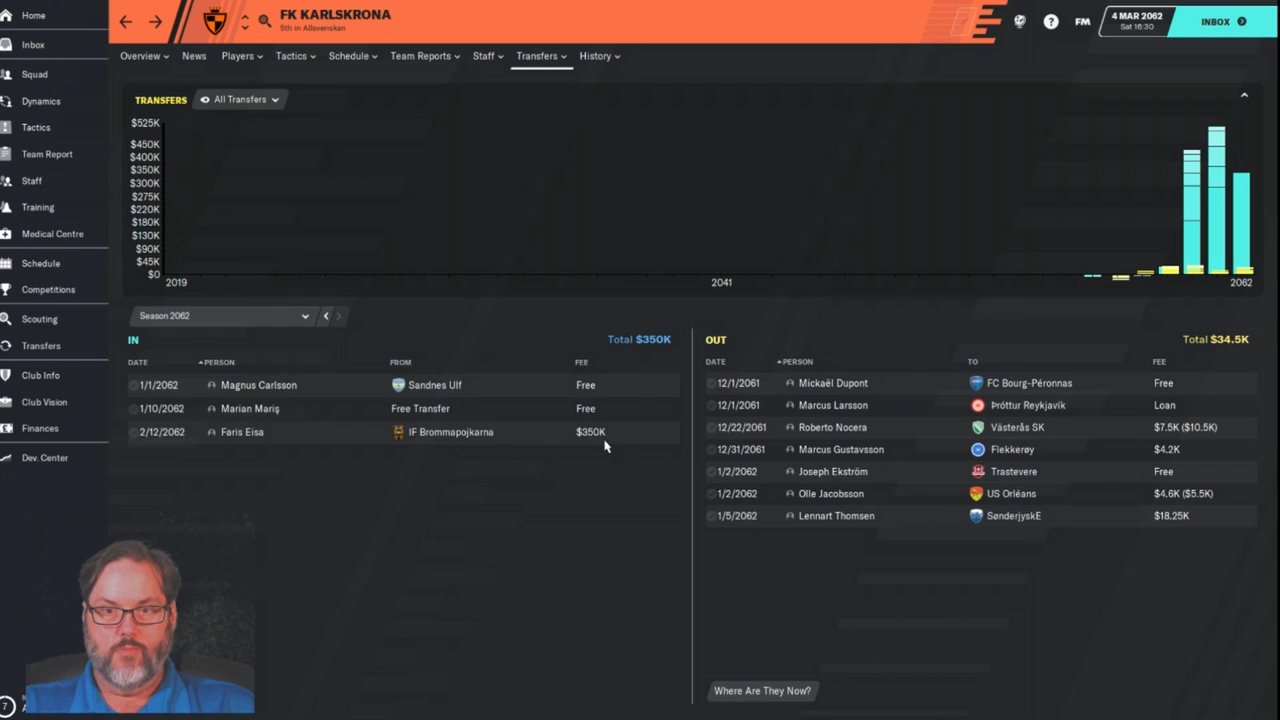 Home
Inbox
Squad
Dynamics
Tactics
Team Report
Staff
Training
Medical Centre
Schedule
Competitions
Scouting
Transfers
Club Info
Club Vision
Finances
Dev. Center
FK KARLSKRONA
5th in Allsvenskan
? FM
4 MAR 2062
Sat 16:30
INBOX
Overview News Players Tactics Schedule Team Reports Staff Transfers History
TRANSFERS All Transfers
$525K
$450K
$400K
$350K
$300K
$275K
$220K
$180K
$130K
$90K
$45K
$0
2019 2041 2062
Season 2062
IN Total $350K
DATE PERSON FROM FEE
1/1/2062 Magnus Carlsson Sandnes Ulf Free
1/10/2062 Marian Mariş Free Transfer Free
2/12/2062 Faris Eisa IF Brommapojkarna $350K
OUT Total $34.5K
DATE PERSON TO FEE
12/1/2061 Mickaël Dupont FC Bourg-Péronnas Free
12/1/2061 Marcus Larsson Þróttur Reykjavík Loan
12/22/2061 Roberto Nocera Västerås SK $7.5K ($10.5K)
12/31/2061 Marcus Gustavsson Flekkerøy $4.2K
1/2/2062 Joseph Ekström Trastevere Free
1/2/2062 Olle Jacobsson US Orléans $4.6K ($5.5K)
1/5/2062 Lennart Thomsen SønderjyskE $18.25K
Where Are They Now?
7